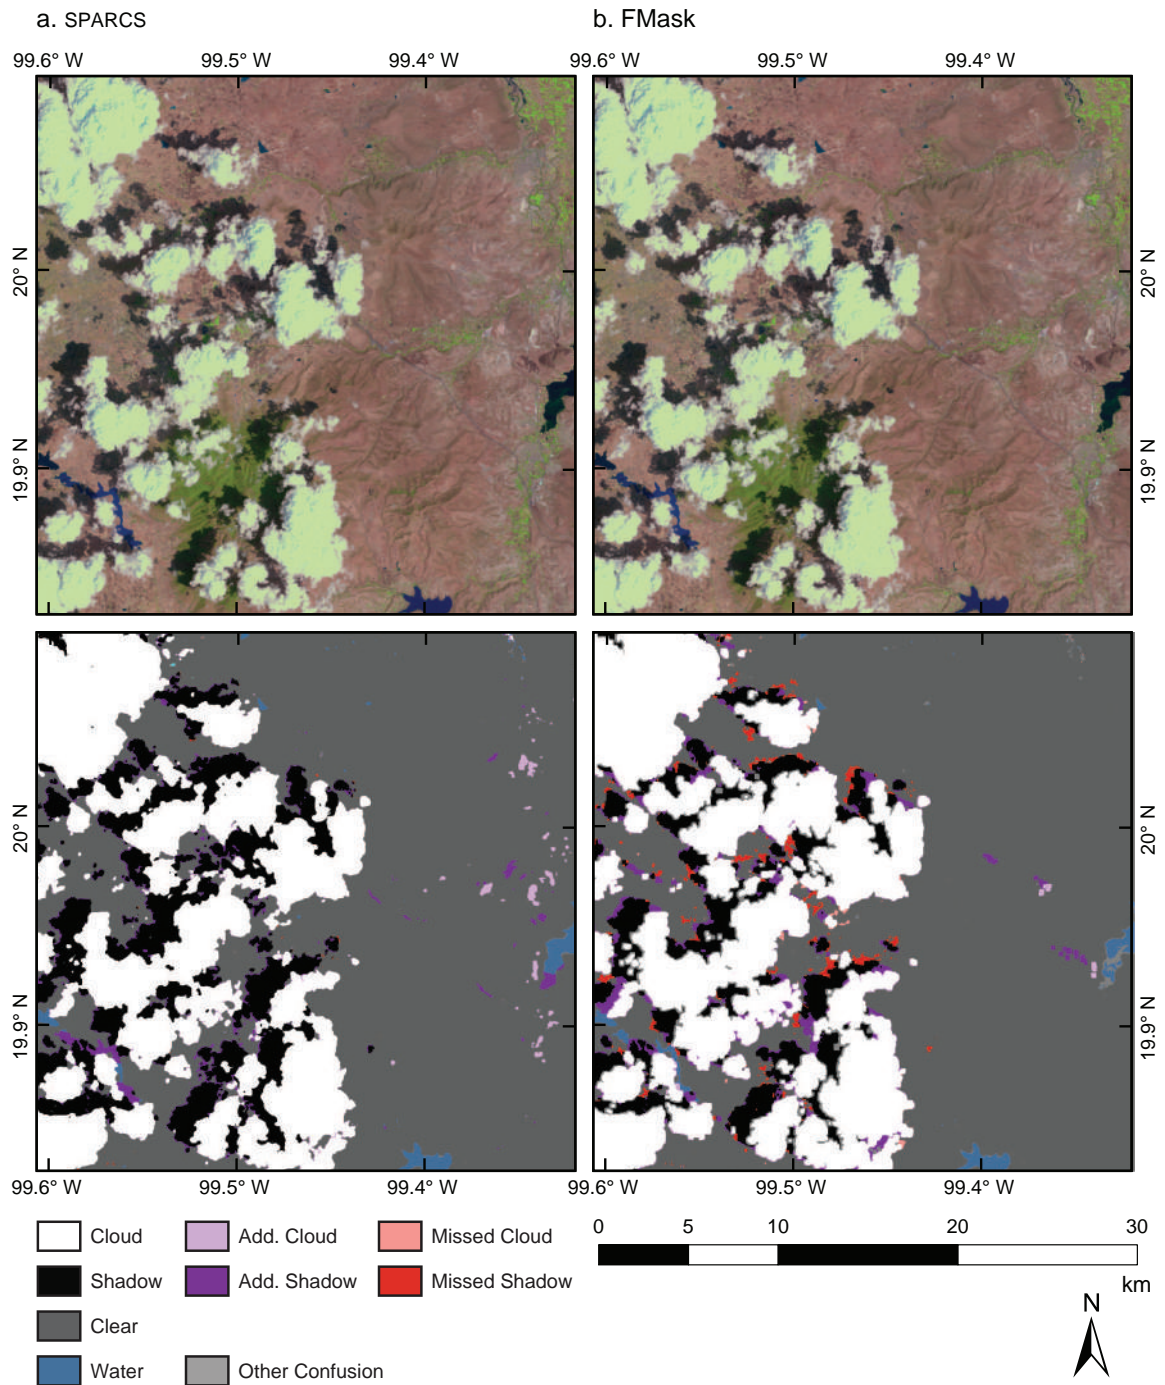 a. SPARCS
b. FMask
99.6° W 99.5° W 99.4° W 99.6° W 99.5° W 99.4° W
20° N
19.9° N
20° N
19.9° N
20° N
19.9° N
20° N
19.9° N
99.6° W 99.5° W 99.4° W 99.6° W 99.5° W 99.4° W
Cloud Add. Cloud Missed Cloud
Shadow Add. Shadow Missed Shadow
Clear
Water Other Confusion
0 5 10 20 30
km
N